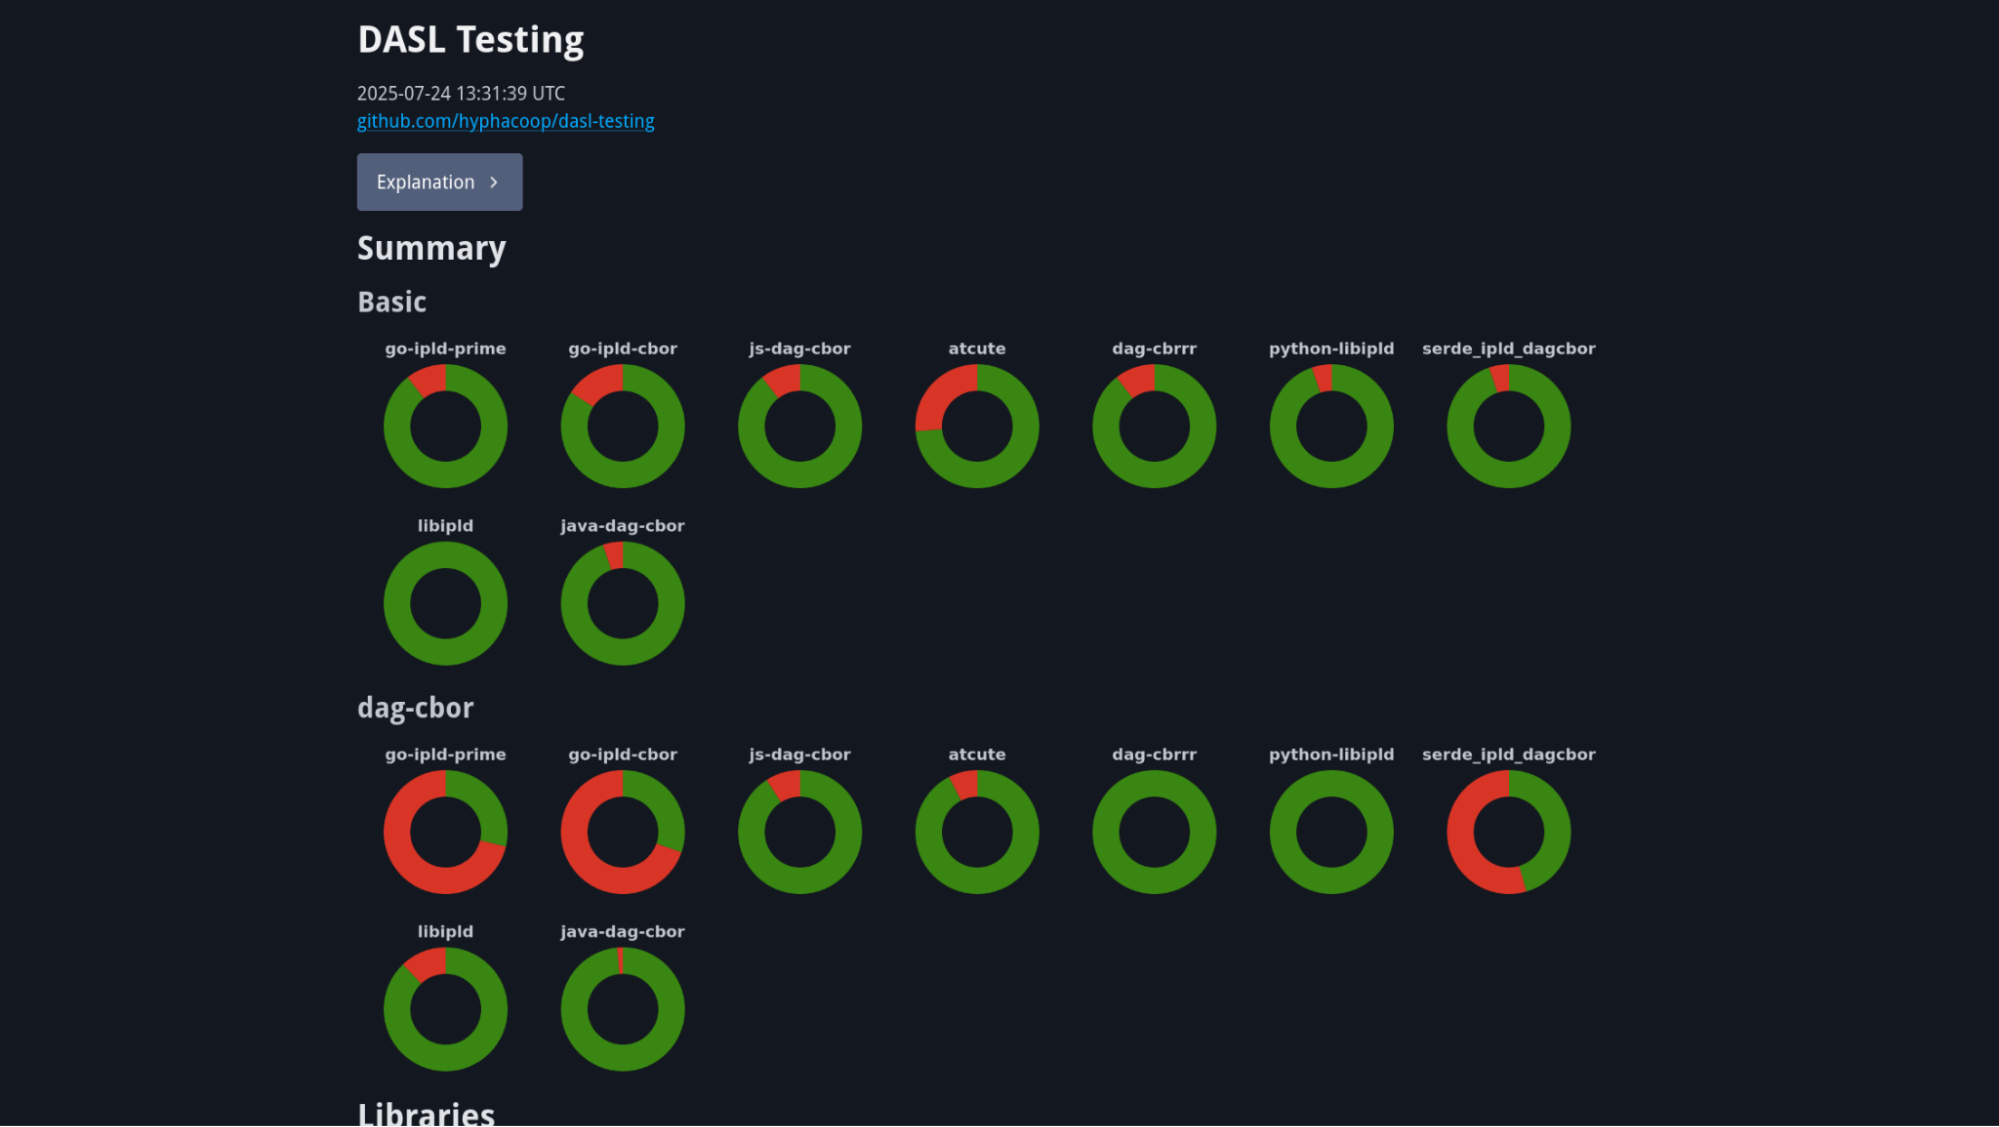 DASL Testing
2025-07-24 13:31:39 UTC
github.com/hyphacoop/dasl-testing
Explanation
Summary
Basic
go-ipld-prime go-ipld-cbor js-dag-cbor atcute dag-cbrrr python-libipld serde_ipld_dagcbor
libipld java-dag-cbor
dag-cbor
go-ipld-prime go-ipld-cbor js-dag-cbor atcute dag-cbrrr python-libipld serde_ipld_dagcbor
libipld java-dag-cbor
Libraries